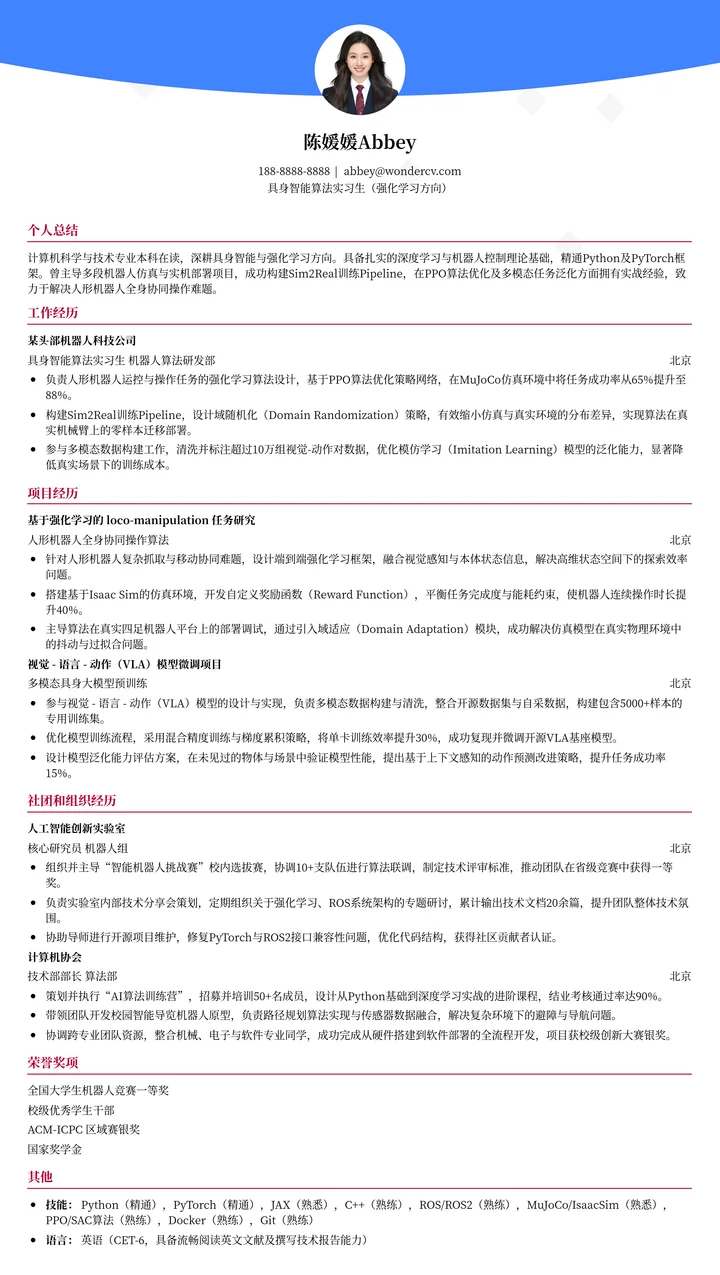 陈媛媛Abbey
188-8888-8888 | abbey@wondercv.com
具身智能算法实习生（强化学习方向）
个人总结
计算机科学与技术专业本科在读，深耕具身智能与强化学习方向。具备扎实的深度学习与机器人控制理论基础，精通Python及PyTorch框
架。曾主导多段机器人仿真与实机部署项目，成功构建Sim2Real训练Pipeline，在PPO算法优化及多模态任务泛化方面拥有实战经验，致
力于解决人形机器人全身协同操作难题。
工作经历
某头部机器人科技公司
具身智能算法实习生 机器人算法研发部 北京
• 负责人形机器人运控与操作任务的强化学习算法设计，基于PPO算法优化策略网络，在MuJoCo仿真环境中将任务成功率从65%提升至
88%。
• 构建Sim2Real训练Pipeline，设计域随机化（Domain Randomization）策略，有效缩小仿真与真实环境的分布差异，实现算法在真
实机械臂上的零样本迁移部署。
• 参与多模态数据构建工作，清洗并标注超过10万组视觉-动作对数据，优化模仿学习（Imitation Learning）模型的泛化能力，显著降
低真实场景下的训练成本。
项目经历
基于强化学习的 loco-manipulation 任务研究
人形机器人全身协同操作算法 北京
• 针对人形机器人复杂抓取与移动协同难题，设计端到端强化学习框架，融合视觉感知与本体状态信息，解决高维状态空间下的探索效率
问题。
• 搭建基于Isaac Sim的仿真环境，开发自定义奖励函数（Reward Function），平衡任务完成度与能耗约束，使机器人连续操作时长提
升40%。
• 主导算法在真实四足机器人平台上的部署调试，通过引入域适应（Domain Adaptation）模块，成功解决仿真模型在真实物理环境中
的抖动与过拟合问题。
视觉 - 语言 - 动作（VLA）模型微调项目
多模态具身大模型预训练 北京
• 参与视觉 - 语言 - 动作（VLA）模型的设计与实现，负责多模态数据构建与清洗，整合开源数据集与自采数据，构建包含5000+样本的
专用训练集。
• 优化模型训练流程，采用混合精度训练与梯度累积策略，将单卡训练效率提升30%，成功复现并微调开源VLA基座模型。
• 设计模型泛化能力评估方案，在未见过的物体与场景中验证模型性能，提出基于上下文感知的动作预测改进策略，提升任务成功率
15%。
社团和组织经历
人工智能创新实验室
核心研究员 机器人组 北京
• 组织并主导“智能机器人挑战赛”校内选拔赛，协调10+支队伍进行算法联调，制定技术评审标准，推动团队在省级竞赛中获得一等
奖。
• 负责实验室内部技术分享会策划，定期组织关于强化学习、ROS系统架构的专题研讨，累计输出技术文档20余篇，提升团队整体技术氛
围。
• 协助导师进行开源项目维护，修复PyTorch与ROS2接口兼容性问题，优化代码结构，获得社区贡献者认证。
计算机协会
技术部部长 算法部 北京
• 策划并执行“AI算法训练营”，招募并培训50+名成员，设计从Python基础到深度学习实战的进阶课程，结业考核通过率达90%。
• 带领团队开发校园智能导览机器人原型，负责路径规划算法实现与传感器数据融合，解决复杂环境下的避障与导航问题。
• 协调跨专业团队资源，整合机械、电子与软件专业同学，成功完成从硬件搭建到软件部署的全流程开发，项目获校级创新大赛银奖。
荣誉奖项
全国大学生机器人竞赛一等奖
校级优秀学生干部
ACM-ICPC 区域赛银奖
国家奖学金
其他
• 技能： Python（精通）, PyTorch（精通）, JAX（熟悉）, C++（熟练）, ROS/ROS2（熟练）, MuJoCo/IsaacSim（熟悉）,
PPO/SAC算法（熟练）, Docker（熟练）, Git（熟练）
• 语言： 英语（CET-6，具备流畅阅读英文文献及撰写技术报告能力）